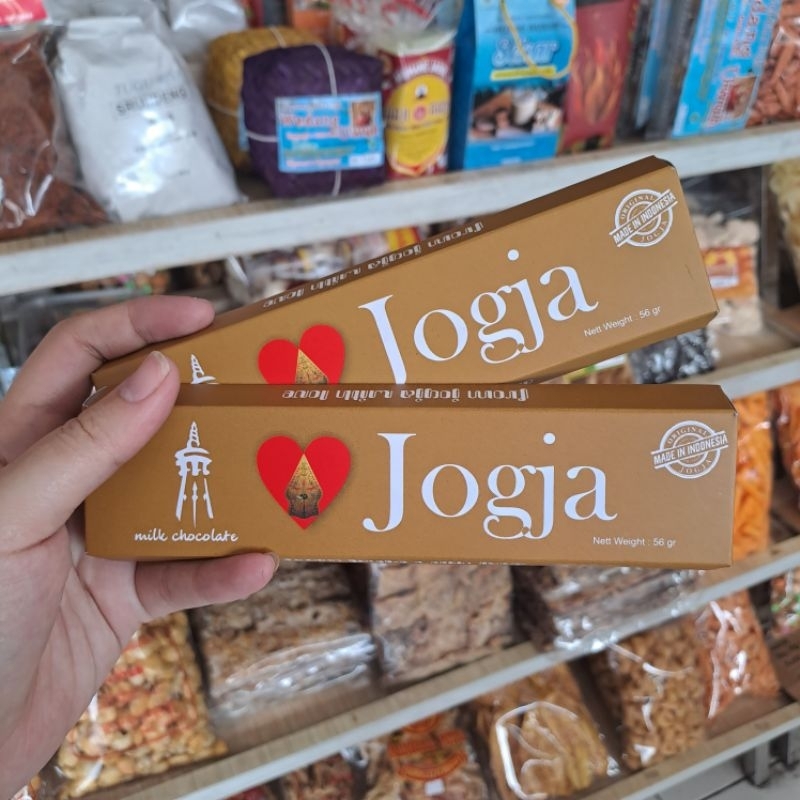 TUGU
Wedang
from jogja with love
ORIGINAL
MADE IN INDONESIA
JOGJA
Jogja
Nett Weight : 56 gr
from jogja with love
milk chocolate
Jogja
ORIGINAL
MADE IN INDONESIA
JOGJA
Nett Weight : 56 gr